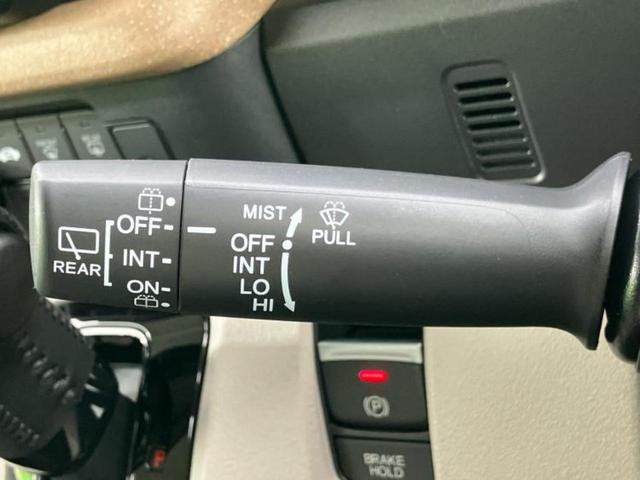 MIST
OFF
INT
LO
HI
PULL
REAR
OFF
INT
ON
P
BRAKE
HOLD
P